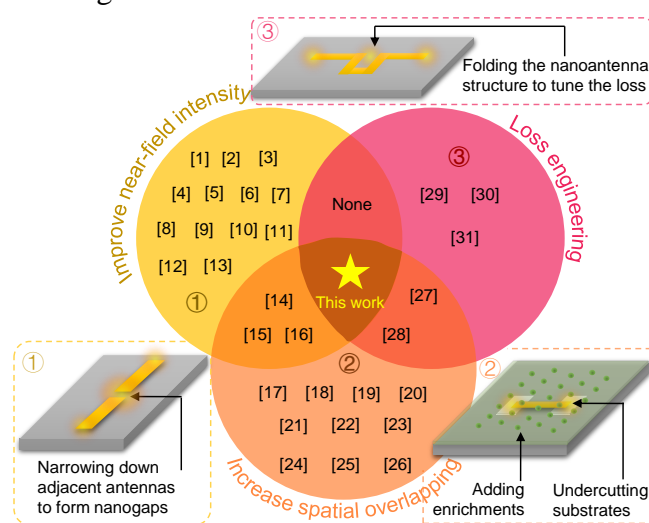 ③
Folding the nanoantenna
structure to tune the loss
Improve near-field intensity
Loss engineering
[1] [2] [3]
[4] [5] [6] [7]
[8] [9] [10] [11]
[12] [13]
①
None
③
[29] [30]
[31]
This work
[14]
[15] [16]
[27]
[28]
②
[17] [18] [19] [20]
[21] [22] [23]
[24] [25] [26]
Increase spatial overlapping
①
Narrowing down
adjacent antennas
to form nanogaps
②
Adding
enrichments
Undercutting
substrates